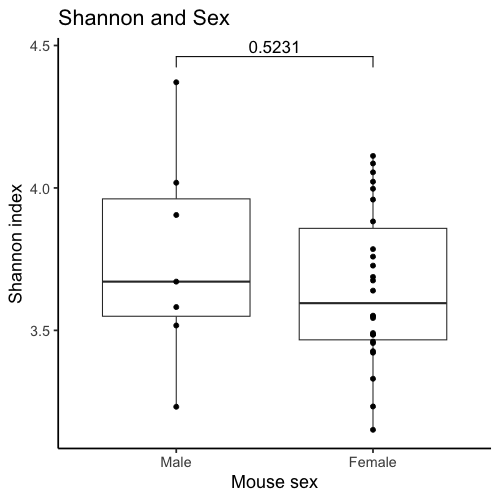 Shannon and Sex
0.5231
4.5
4.0
3.5
Shannon index
Male
Female
Mouse sex